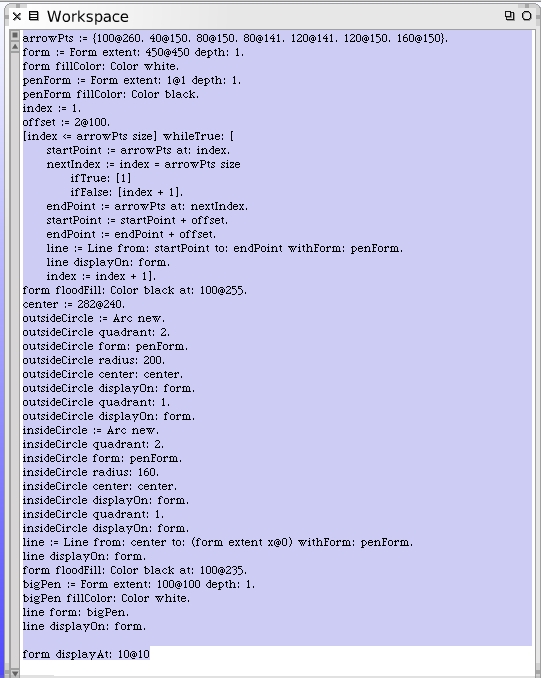 Workspace
arrowPts := {100@260. 40@150. 80@150. 80@141. 120@141. 120@150. 160@150}.
form := Form extent: 450@450 depth: 1.
form fillColor: Color white.
penForm := Form extent: 1@1 depth: 1.
penForm fillColor: Color black.
index := 1.
offset := 2@100.
[index <= arrowPts size] whileTrue: [
startPoint := arrowPts at: index.
nextIndex := index = arrowPts size
ifTrue: [1]
ifFalse: [index + 1].
endPoint := arrowPts at: nextIndex.
startPoint := startPoint + offset.
endPoint := endPoint + offset.
line := Line from: startPoint to: endPoint withForm: penForm.
line displayOn: form.
index := index + 1].
form floodFill: Color black at: 100@255.
center := 282@240.
outsideCircle := Arc new.
outsideCircle quadrant: 2.
outsideCircle form: penForm.
outsideCircle radius: 200.
outsideCircle center: center.
outsideCircle displayOn: form.
outsideCircle quadrant: 1.
outsideCircle displayOn: form.
insideCircle := Arc new.
insideCircle quadrant: 2.
insideCircle form: penForm.
insideCircle radius: 160.
insideCircle center: center.
insideCircle displayOn: form.
insideCircle quadrant: 1.
insideCircle displayOn: form.
line := Line from: center to: (form extent x@0) withForm: penForm.
line displayOn: form.
form floodFill: Color black at: 100@235.
bigPen := Form extent: 100@100 depth: 1.
bigPen fillColor: Color white.
line form: bigPen.
line displayOn: form.
form displayAt: 10@10